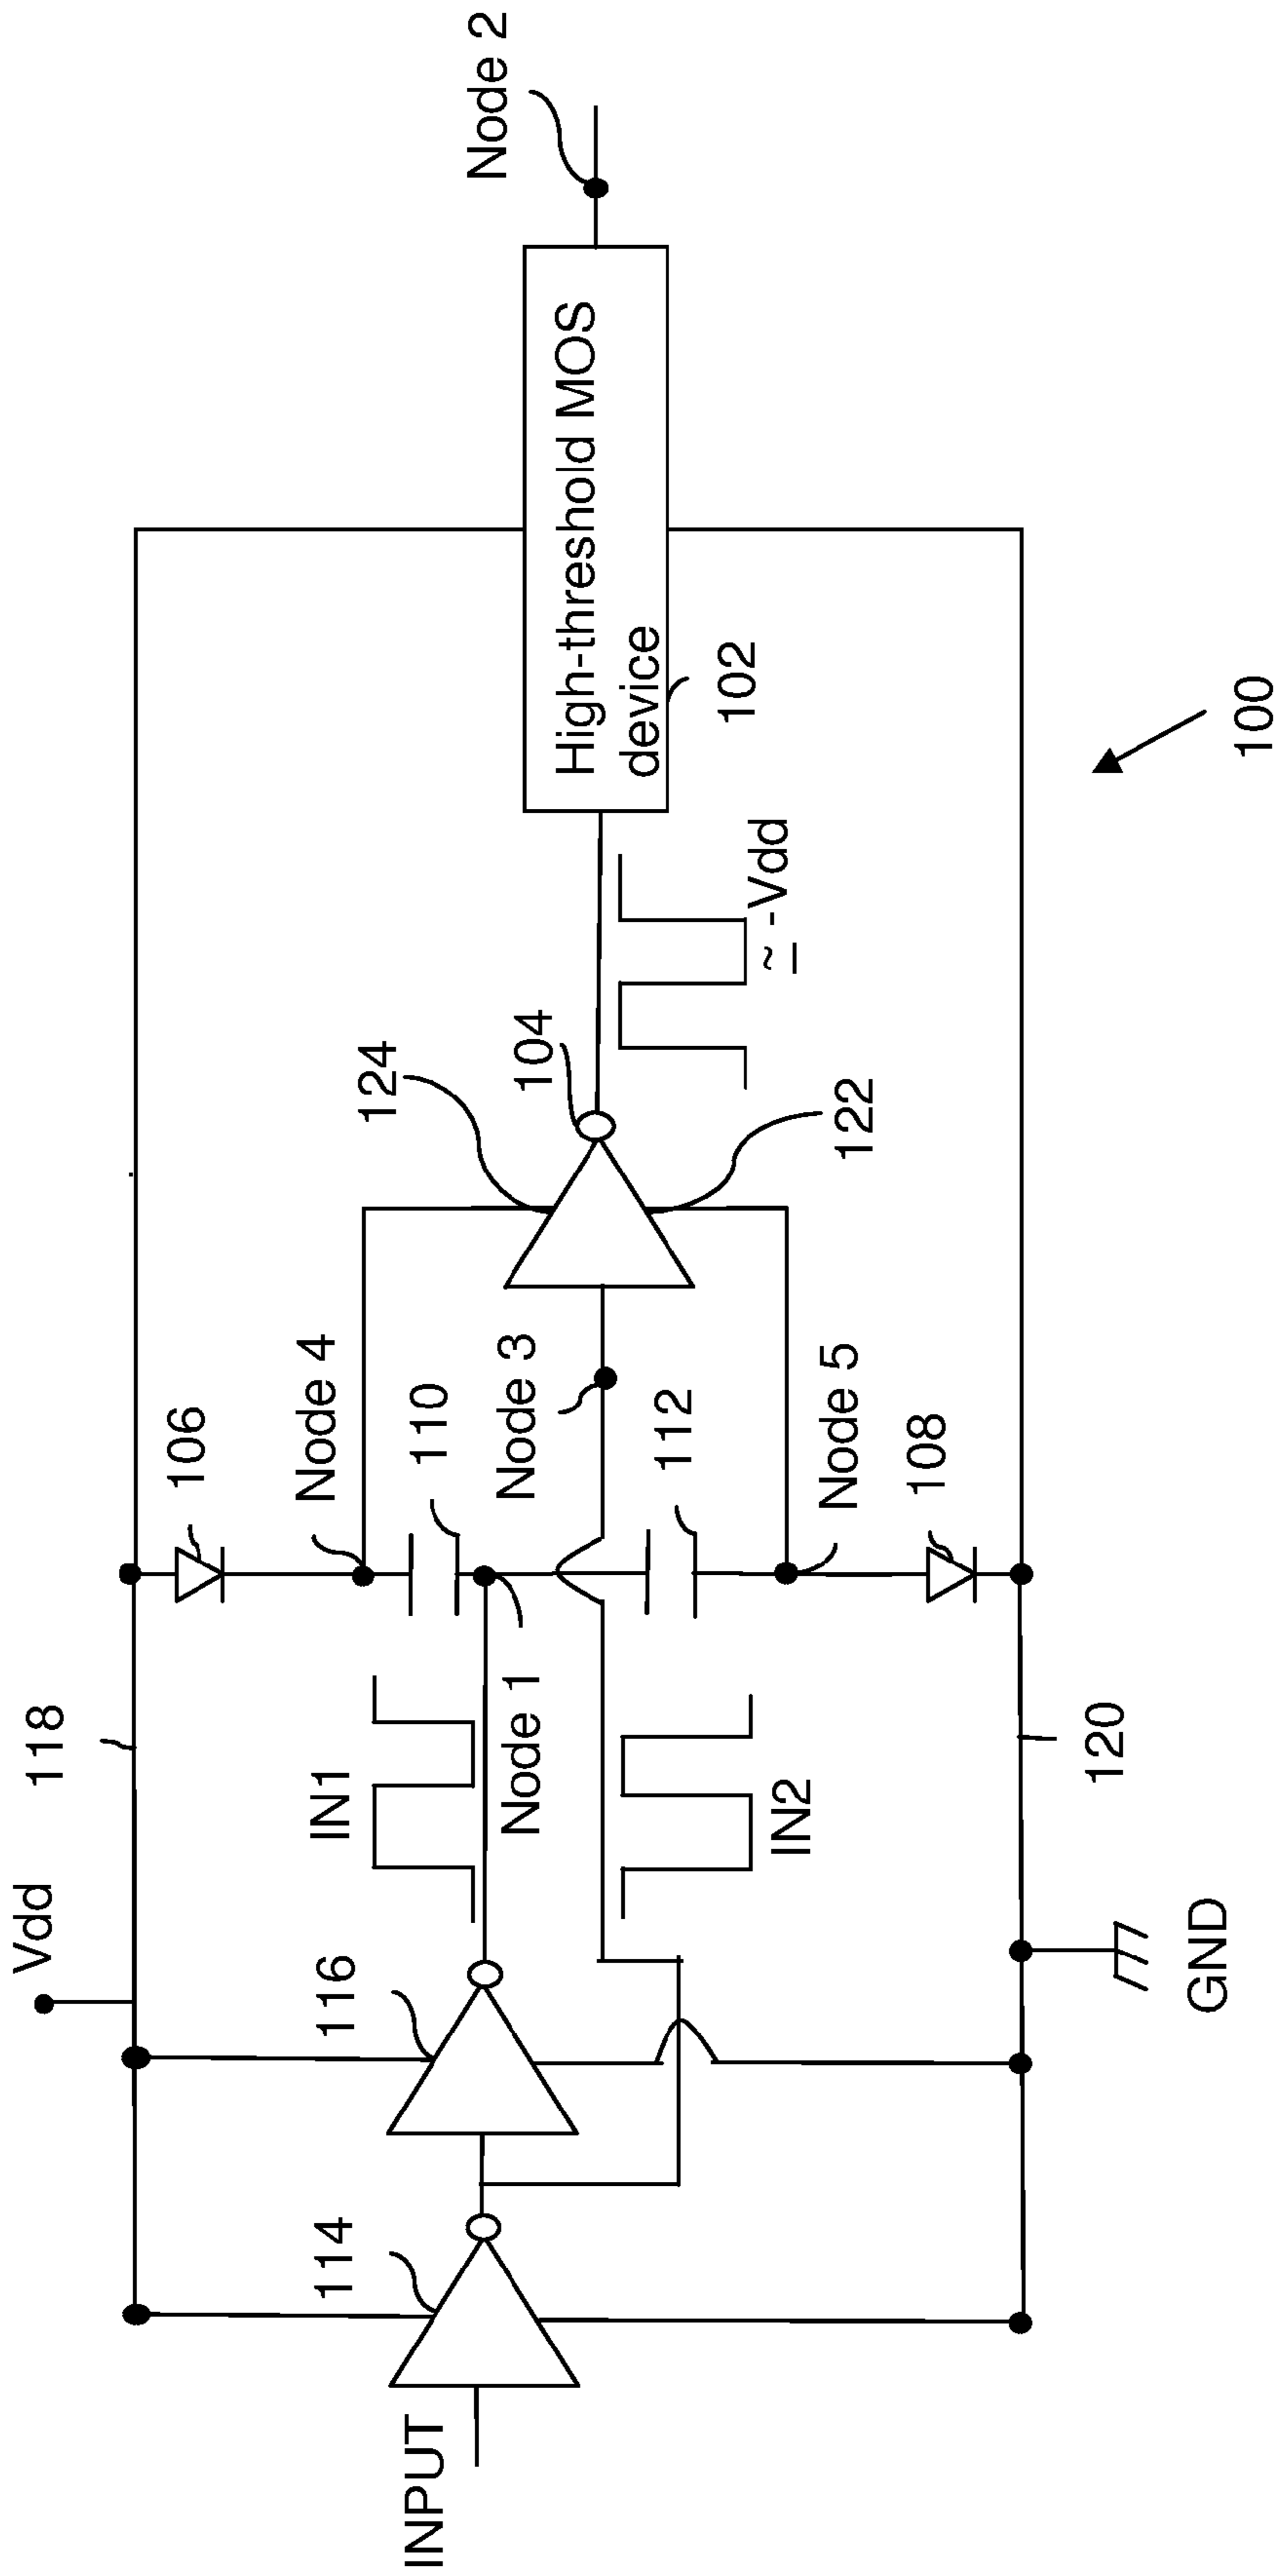 Vdd
118
106
Node 4
124
114
116
IN1
110
Node 3
104
High-threshold MOS
device
Node 2
INPUT
Node 1
112
IN2
Node 5
122
≃ -Vdd
102
108
GND
120
100